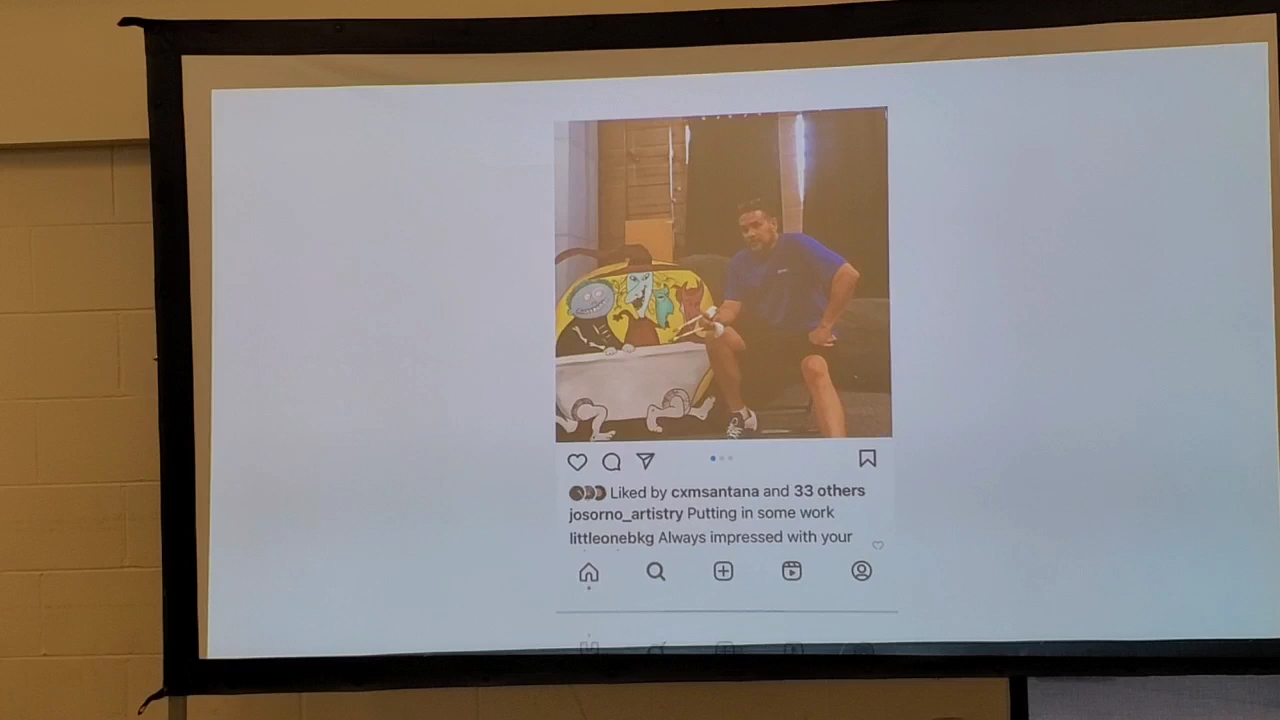 Liked by cxmsantana and 33 others
josorno_artistry Putting in some work
littleonebkg Always impressed with your